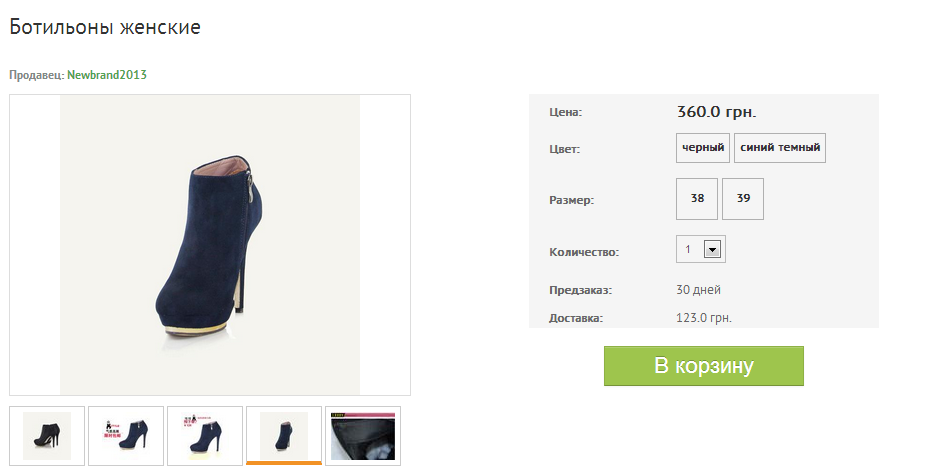 Ботильоны женские
Продавец: Newbrand2013
Цена: 360.0 грн.
Цвет: черный синий темный
Размер: 38 39
Количество: 1
Предзаказ: 30 дней
Доставка: 123.0 грн.
В корзину